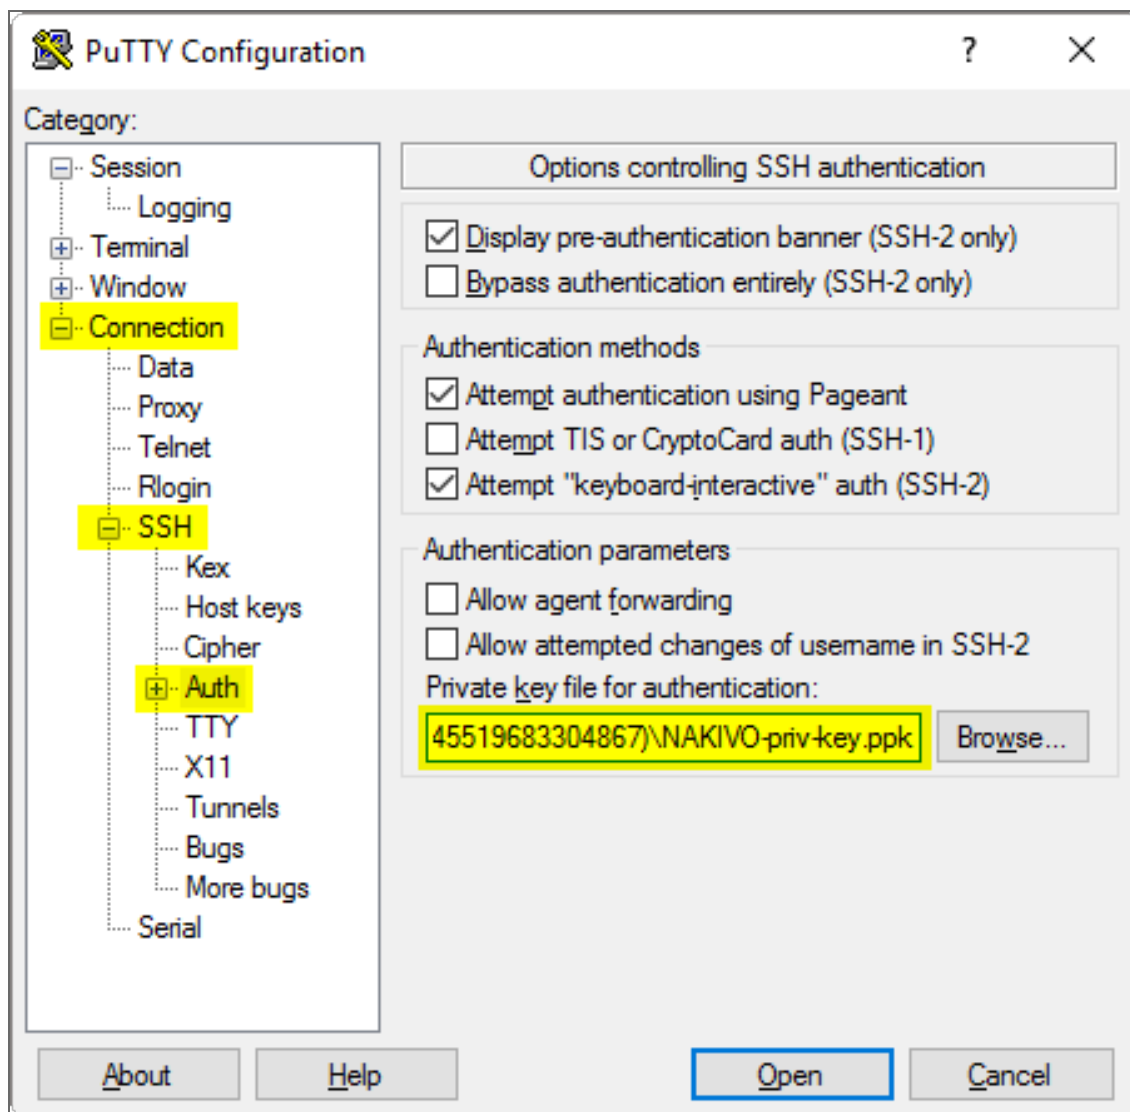 PuTTY Configuration
?
Category:
Session
Logging
Terminal
Window
Connection
Data
Proxy
Telnet
Rlogin
SSH
Kex
Host keys
Cipher
Auth
TTY
X11
Tunnels
Bugs
More bugs
Serial
Options controlling SSH authentication
Display pre-authentication banner (SSH-2 only)
Bypass authentication entirely (SSH-2 only)
Authentication methods
Attempt authentication using Pageant
Attempt TIS or CryptoCard auth (SSH-1)
Attempt "keyboard-interactive" auth (SSH-2)
Authentication parameters
Allow agent forwarding
Allow attempted changes of username in SSH-2
Private key file for authentication:
45519683304867)\NAKIVO-priv-key.ppk
Browse...
About
Help
Open
Cancel